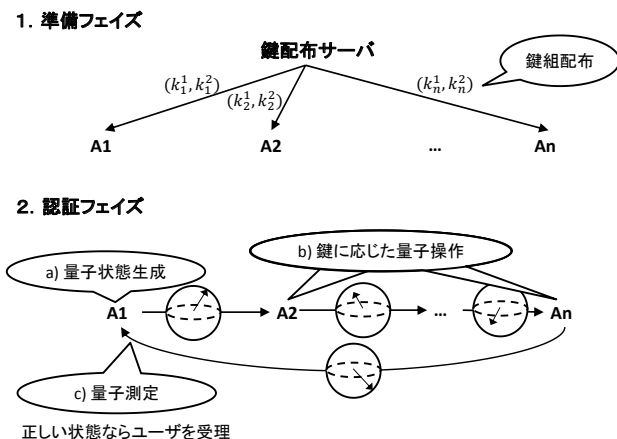 1. 準備フェイズ
鍵配布サーバ
鍵組配布
(k_1^1, k_1^2)
(k_2^1, k_2^2)
(k_n^1, k_n^2)
A1
A2
...
An
2. 認証フェイズ
b) 鍵に応じた量子操作
a) 量子状態生成
A1
A2
...
An
c) 量子測定
正しい状態ならユーザを受理